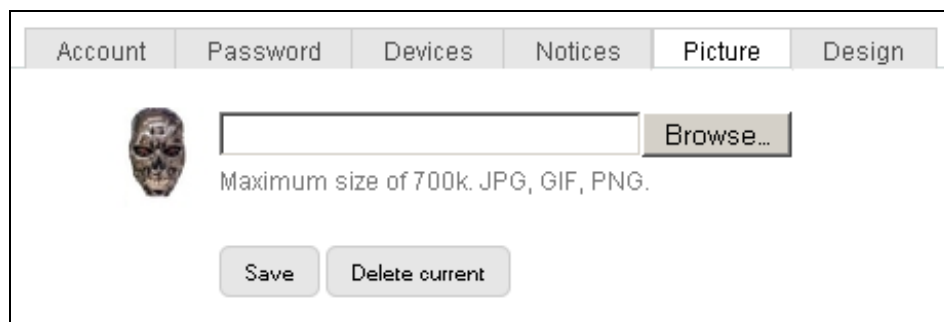 Account Password Devices Notices Picture Design
Browse...
Maximum size of 700k. JPG, GIF, PNG.
Save Delete current